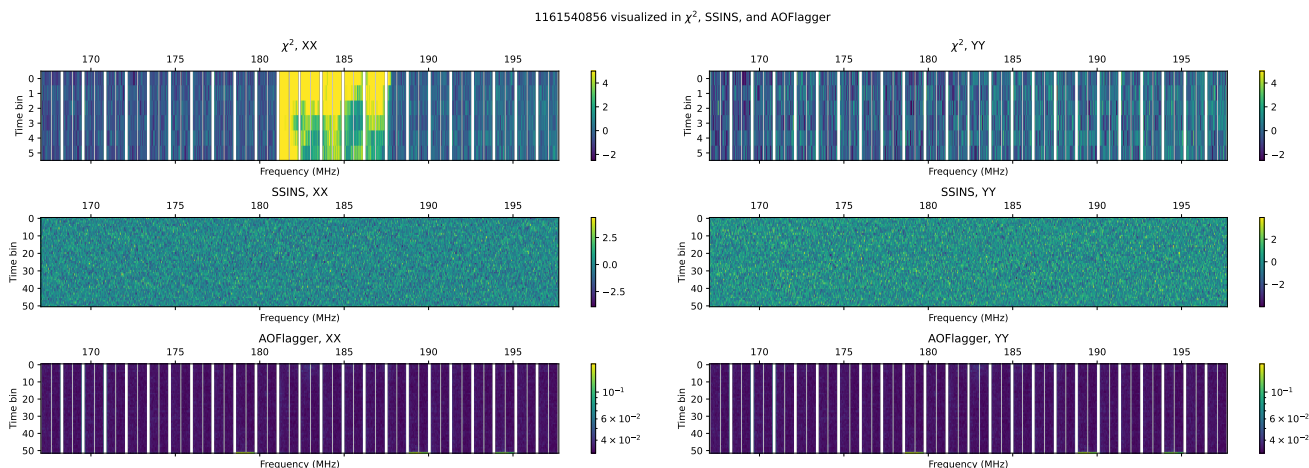 1161540856 visualized in χ², SSINS, and AOFlagger
χ², XX
170 175 180 185 190 195
Time bin
0
1
2
3
4
5
4
2
0
−2
Frequency (MHz)
χ², YY
170 175 180 185 190 195
Time bin
0
1
2
3
4
5
4
2
0
−2
Frequency (MHz)
SSINS, XX
170 175 180 185 190 195
Time bin
0
10
20
30
40
50
2.5
0.0
−2.5
Frequency (MHz)
SSINS, YY
170 175 180 185 190 195
Time bin
0
10
20
30
40
50
2
0
−2
Frequency (MHz)
AOFlagger, XX
170 175 180 185 190 195
Time bin
0
10
20
30
40
50
10⁻¹
6 × 10⁻²
4 × 10⁻²
Frequency (MHz)
AOFlagger, YY
170 175 180 185 190 195
Time bin
0
10
20
30
40
50
10⁻¹
6 × 10⁻²
4 × 10⁻²
Frequency (MHz)